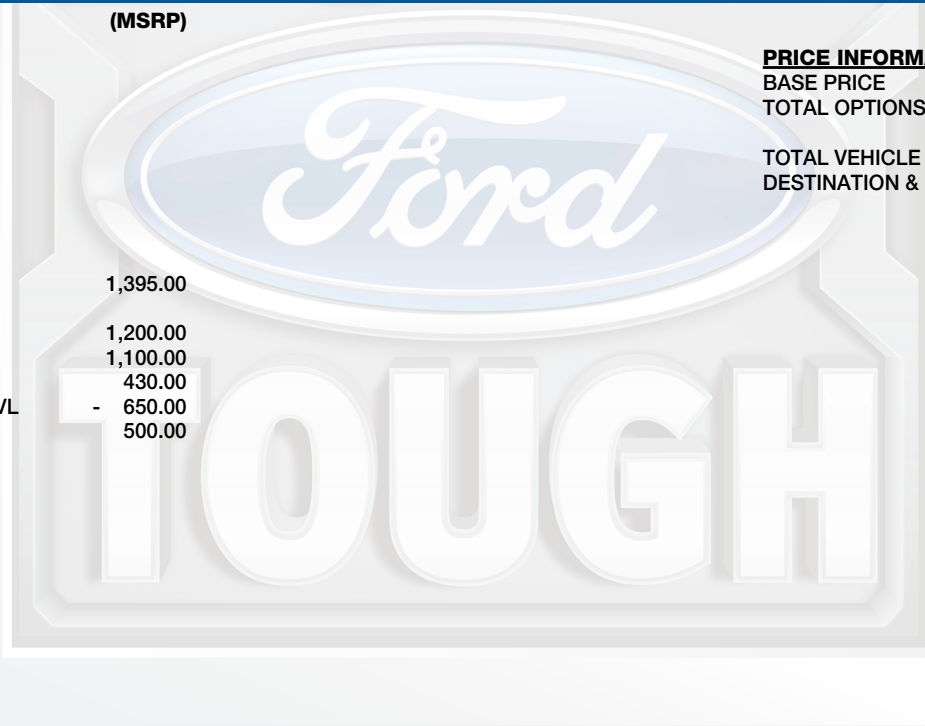 (MSRP)
PRICE INFORM
BASE PRICE
TOTAL OPTIONS
TOTAL VEHICLE
DESTINATION &
Ford
1,395.00
1,200.00
1,100.00
430.00
VL - 650.00
500.00
TOUGH